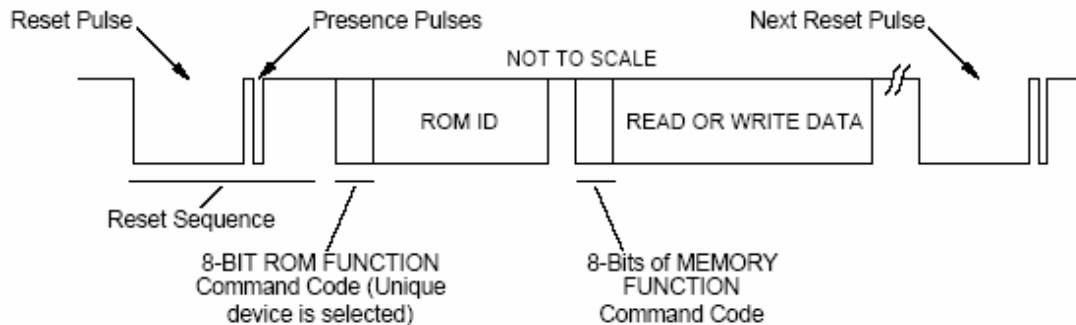 Reset Pulse
Presence Pulses
Next Reset Pulse
NOT TO SCALE
ROM ID
READ OR WRITE DATA
Reset Sequence
8-BIT ROM FUNCTION
Command Code (Unique
device is selected)
8-Bits of MEMORY
FUNCTION
Command Code